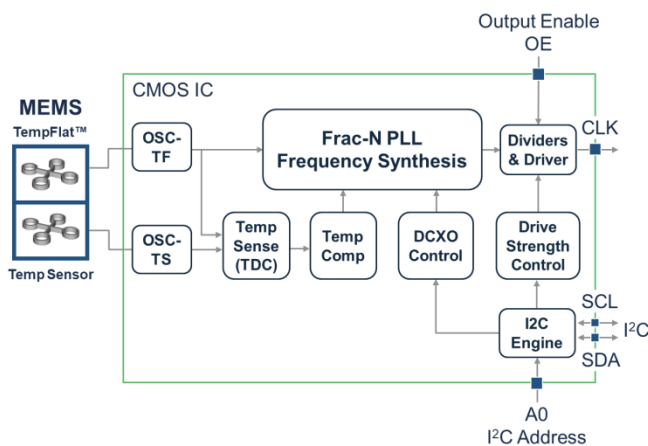 Output Enable
OE
CMOS IC
MEMS
TempFlat™
OSC-
TF
Frac-N PLL
Frequency Synthesis
Dividers
& Driver
CLK
OSC-
TS
Temp
Sense
(TDC)
Temp
Comp
DCXO
Control
Drive
Strength
Control
Temp Sensor
I2C
Engine
SCL
I²C
SDA
A0
I²C Address